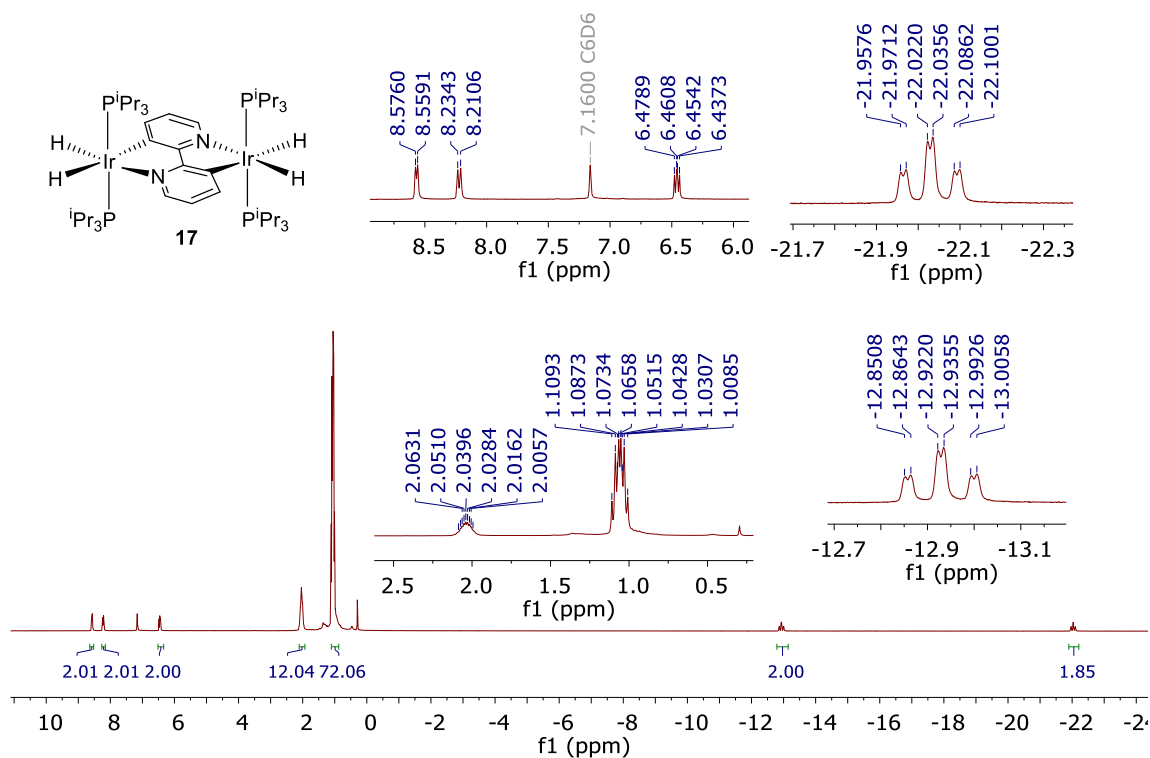 PⁱPr₃
PⁱPr₃
H
H
Ir
N
N
Ir
H
H
ⁱPr₃P
PⁱPr₃
17
8.5760
8.5591
8.2343
8.2106
7.1600 C6D6
6.4789
6.4608
6.4542
6.4373
8.5 8.0 7.5 7.0 6.5 6.0
f1 (ppm)
-21.9576
-21.9712
-22.0220
-22.0356
-22.0862
-22.1001
-21.7 -21.9 -22.1 -22.3
f1 (ppm)
2.0631
2.0510
2.0396
2.0284
2.0162
2.0057
1.1093
1.0873
1.0734
1.0658
1.0515
1.0428
1.0307
1.0085
2.5 2.0 1.5 1.0 0.5
f1 (ppm)
-12.8508
-12.8643
-12.9220
-12.9355
-12.9926
-13.0058
-12.7 -12.9 -13.1
f1 (ppm)
2.01 2.01 2.00 12.04 72.06 2.00 1.85
10 8 6 4 2 0 -2 -4 -6 -8 -10 -12 -14 -16 -18 -20 -22 -24
f1 (ppm)